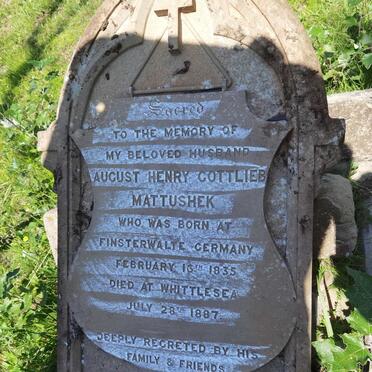 Sacred
TO THE MEMORY OF
MY BELOVED HUSBAND
AUGUST HENRY GOTTLIEB
MATTUSHEK
WHO WAS BORN AT
FINSTERWALTE GERMANY
FEBRUARY 16TH 1835
DIED AT WHITTLESEA
JULY 28TH 1887.
DEEPLY REGRETED BY HIS
FAMILY & FRIENDS